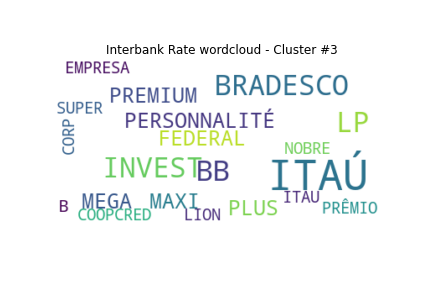 Interbank Rate wordcloud - Cluster #3
EMPRESA
BRADESCO
PREMIUM
SUPER
PERSONNALITÉ
LP
CORP
FEDERAL
NOBRE
INVEST
BB
ITAÚ
ITAU
B
MEGA
MAXI
PLUS
PRÊMIO
COOPCRED
LION